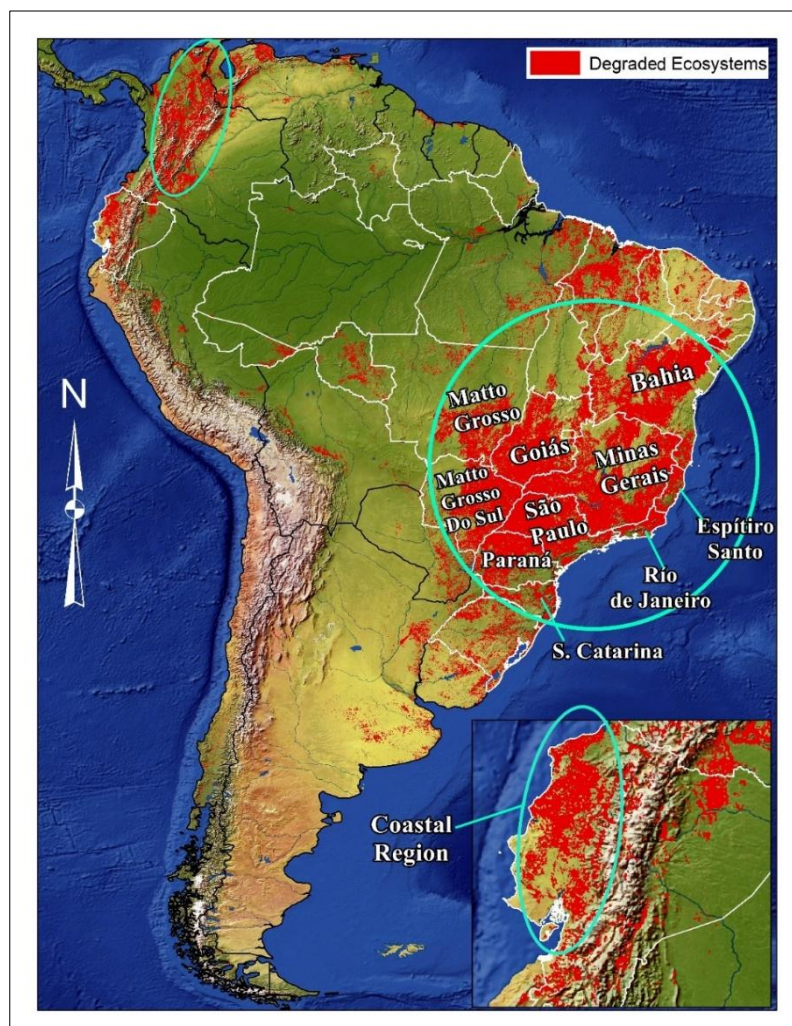 Degraded Ecosystems
N
Bahia
Matto
Grosso
Goiás
Minas
Gerais
Matto
Grosso
Do Sul
São
Paulo
Espítiro
Santo
Paraná
Río
de Janeiro
S. Catarina
Coastal
Region